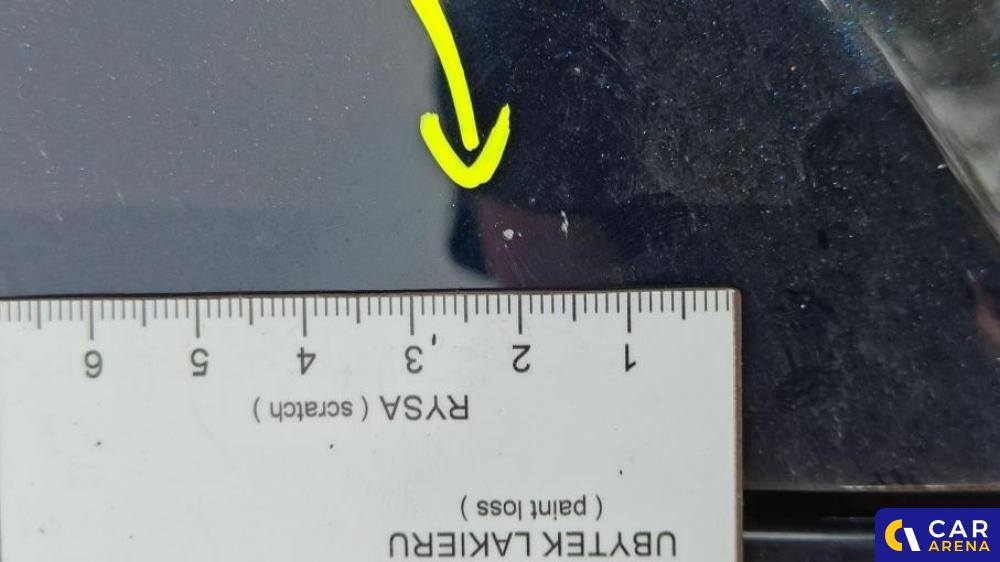 UBYTEK LAKIERU
( paint loss )
RYSA ( scratch )
1 2 3 4 5 6
CAR
ARENA